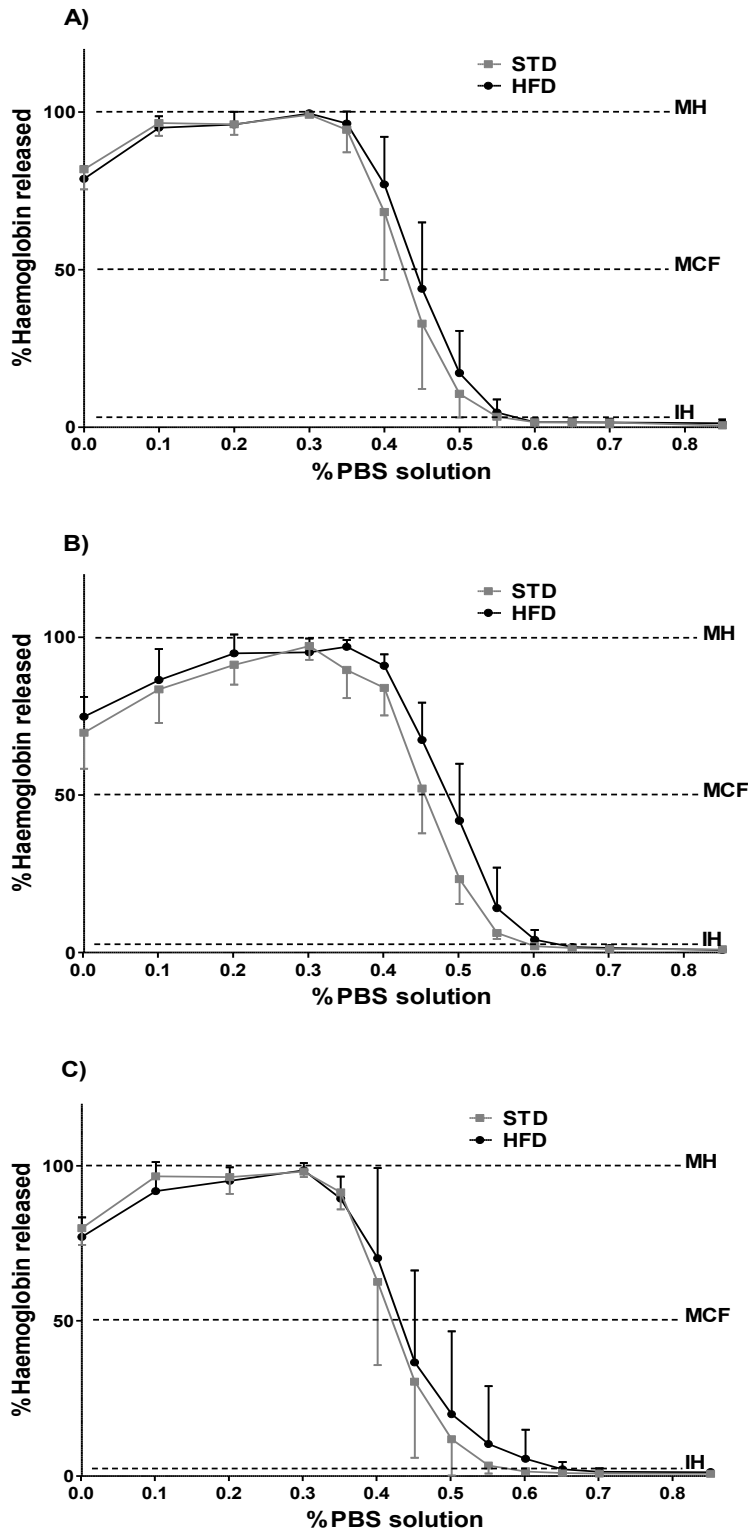 A)
STD
HFD
100
MH
%Haemoglobin released
50
MCF
IH
0
0.0 0.1 0.2 0.3 0.4 0.5 0.6 0.7 0.8
%PBS solution
B)
STD
HFD
100
MH
%Haemoglobin released
50
MCF
IH
0
0.0 0.1 0.2 0.3 0.4 0.5 0.6 0.7 0.8
%PBS solution
C)
STD
HFD
100
MH
%Haemoglobin released
50
MCF
IH
0
0.0 0.1 0.2 0.3 0.4 0.5 0.6 0.7 0.8
%PBS solution